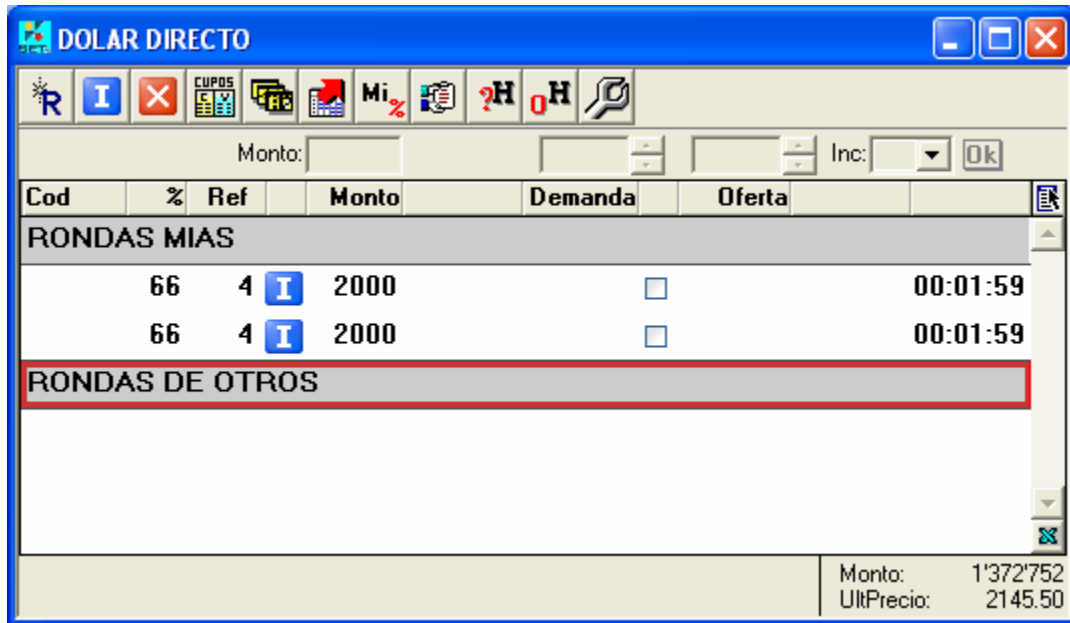 DOLAR DIRECTO
R I CUPOS Mi% ?H OH
Monto: Inc: Ok
Cod % Ref Monto Demanda Oferta
RONDAS MIAS
66 4 I 2000 00:01:59
66 4 I 2000 00:01:59
RONDAS DE OTROS
Monto: 1'372'752
UltPrecio: 2145.50